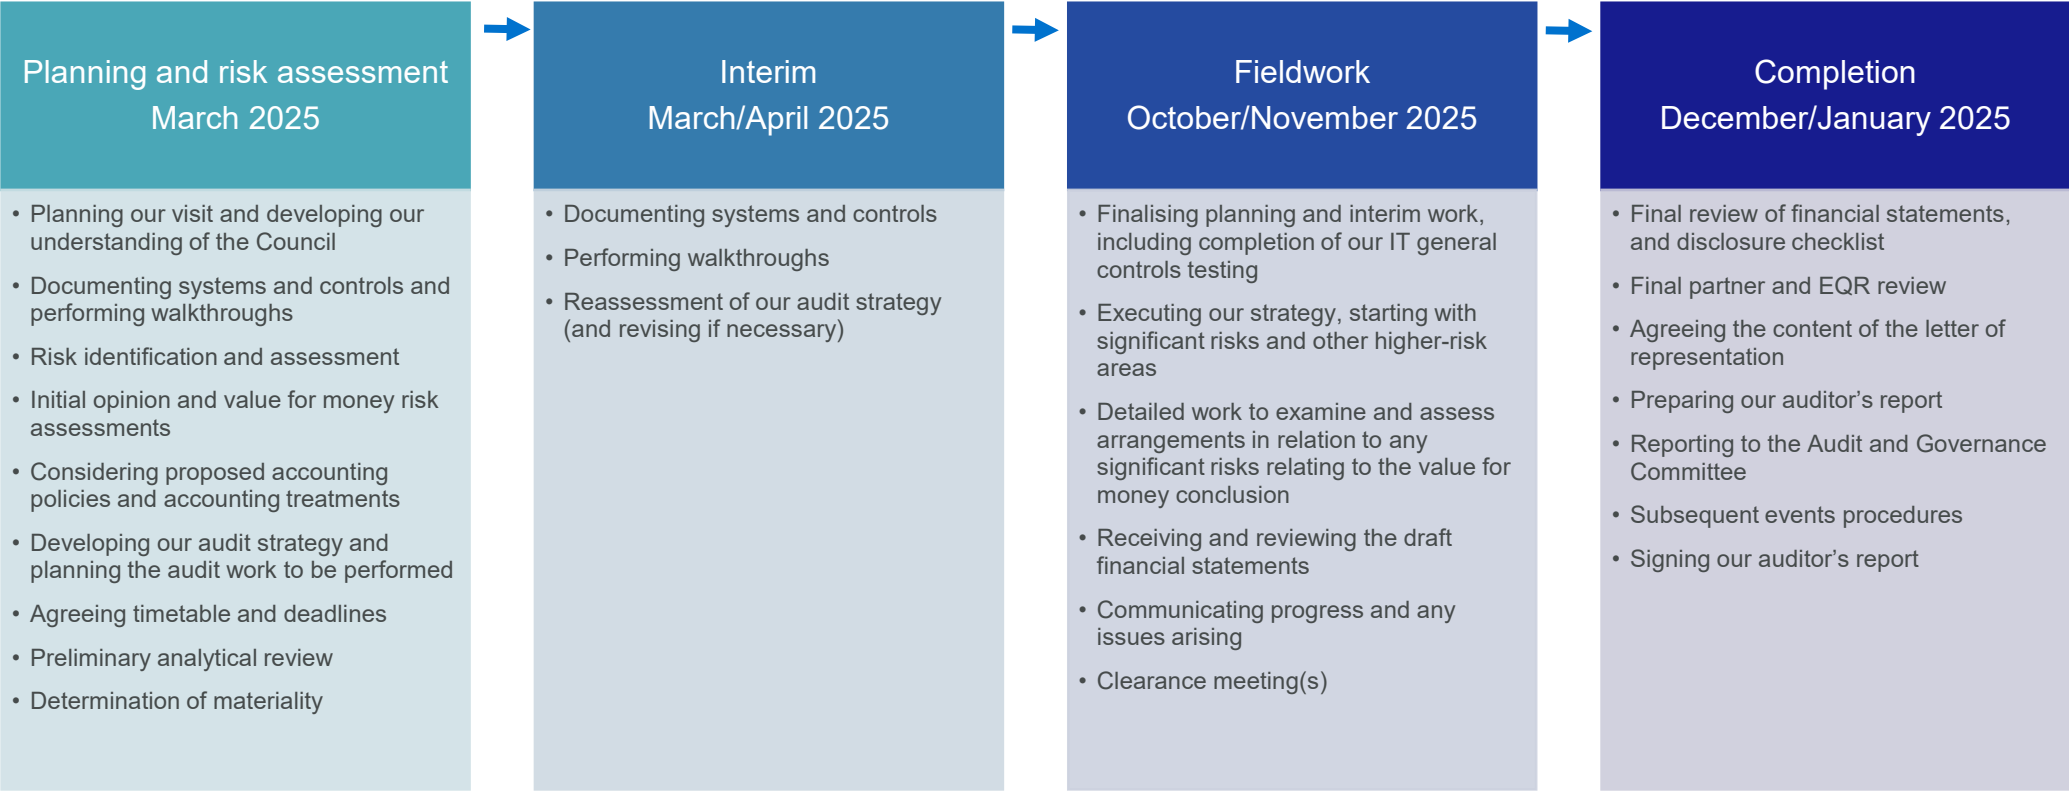 Planning and risk assessment
March 2025
• Planning our visit and developing our
understanding of the Council
• Documenting systems and controls and
performing walkthroughs
• Risk identification and assessment
• Initial opinion and value for money risk
assessments
• Considering proposed accounting
policies and accounting treatments
• Developing our audit strategy and
planning the audit work to be performed
• Agreeing timetable and deadlines
• Preliminary analytical review
• Determination of materiality
Interim
March/April 2025
• Documenting systems and controls
• Performing walkthroughs
• Reassessment of our audit strategy
(and revising if necessary)
Fieldwork
October/November 2025
• Finalising planning and interim work,
including completion of our IT general
controls testing
• Executing our strategy, starting with
significant risks and other higher-risk
areas
• Detailed work to examine and assess
arrangements in relation to any
significant risks relating to the value for
money conclusion
• Receiving and reviewing the draft
financial statements
• Communicating progress and any
issues arising
• Clearance meeting(s)
Completion
December/January 2025
• Final review of financial statements,
and disclosure checklist
• Final partner and EQR review
• Agreeing the content of the letter of
representation
• Preparing our auditor’s report
• Reporting to the Audit and Governance
Committee
• Subsequent events procedures
• Signing our auditor’s report